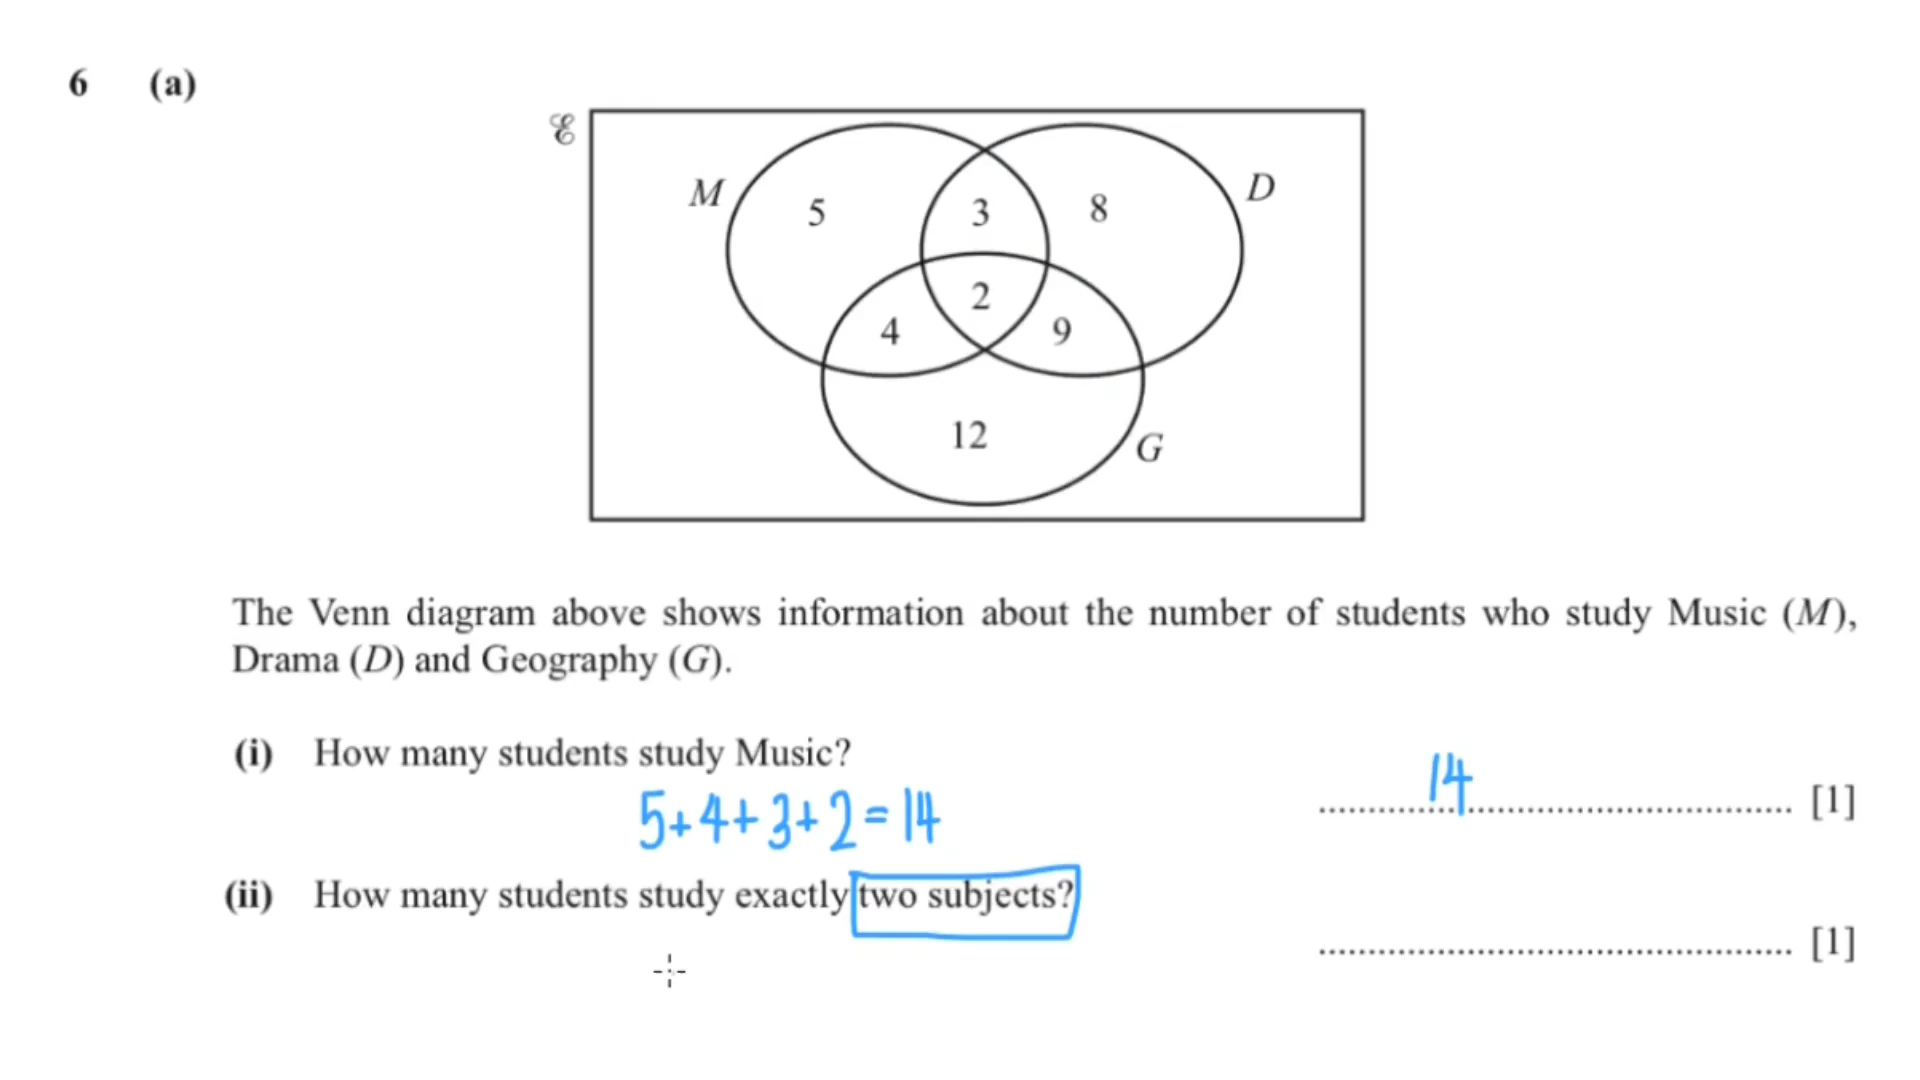 6 (a)
ℰ
M 5 3 8 D
2
4 9
12 G
The Venn diagram above shows information about the number of students who study Music (M),
Drama (D) and Geography (G).
(i) How many students study Music?
5+4+3+2=14
14 [1]
(ii) How many students study exactly two subjects?
[1]